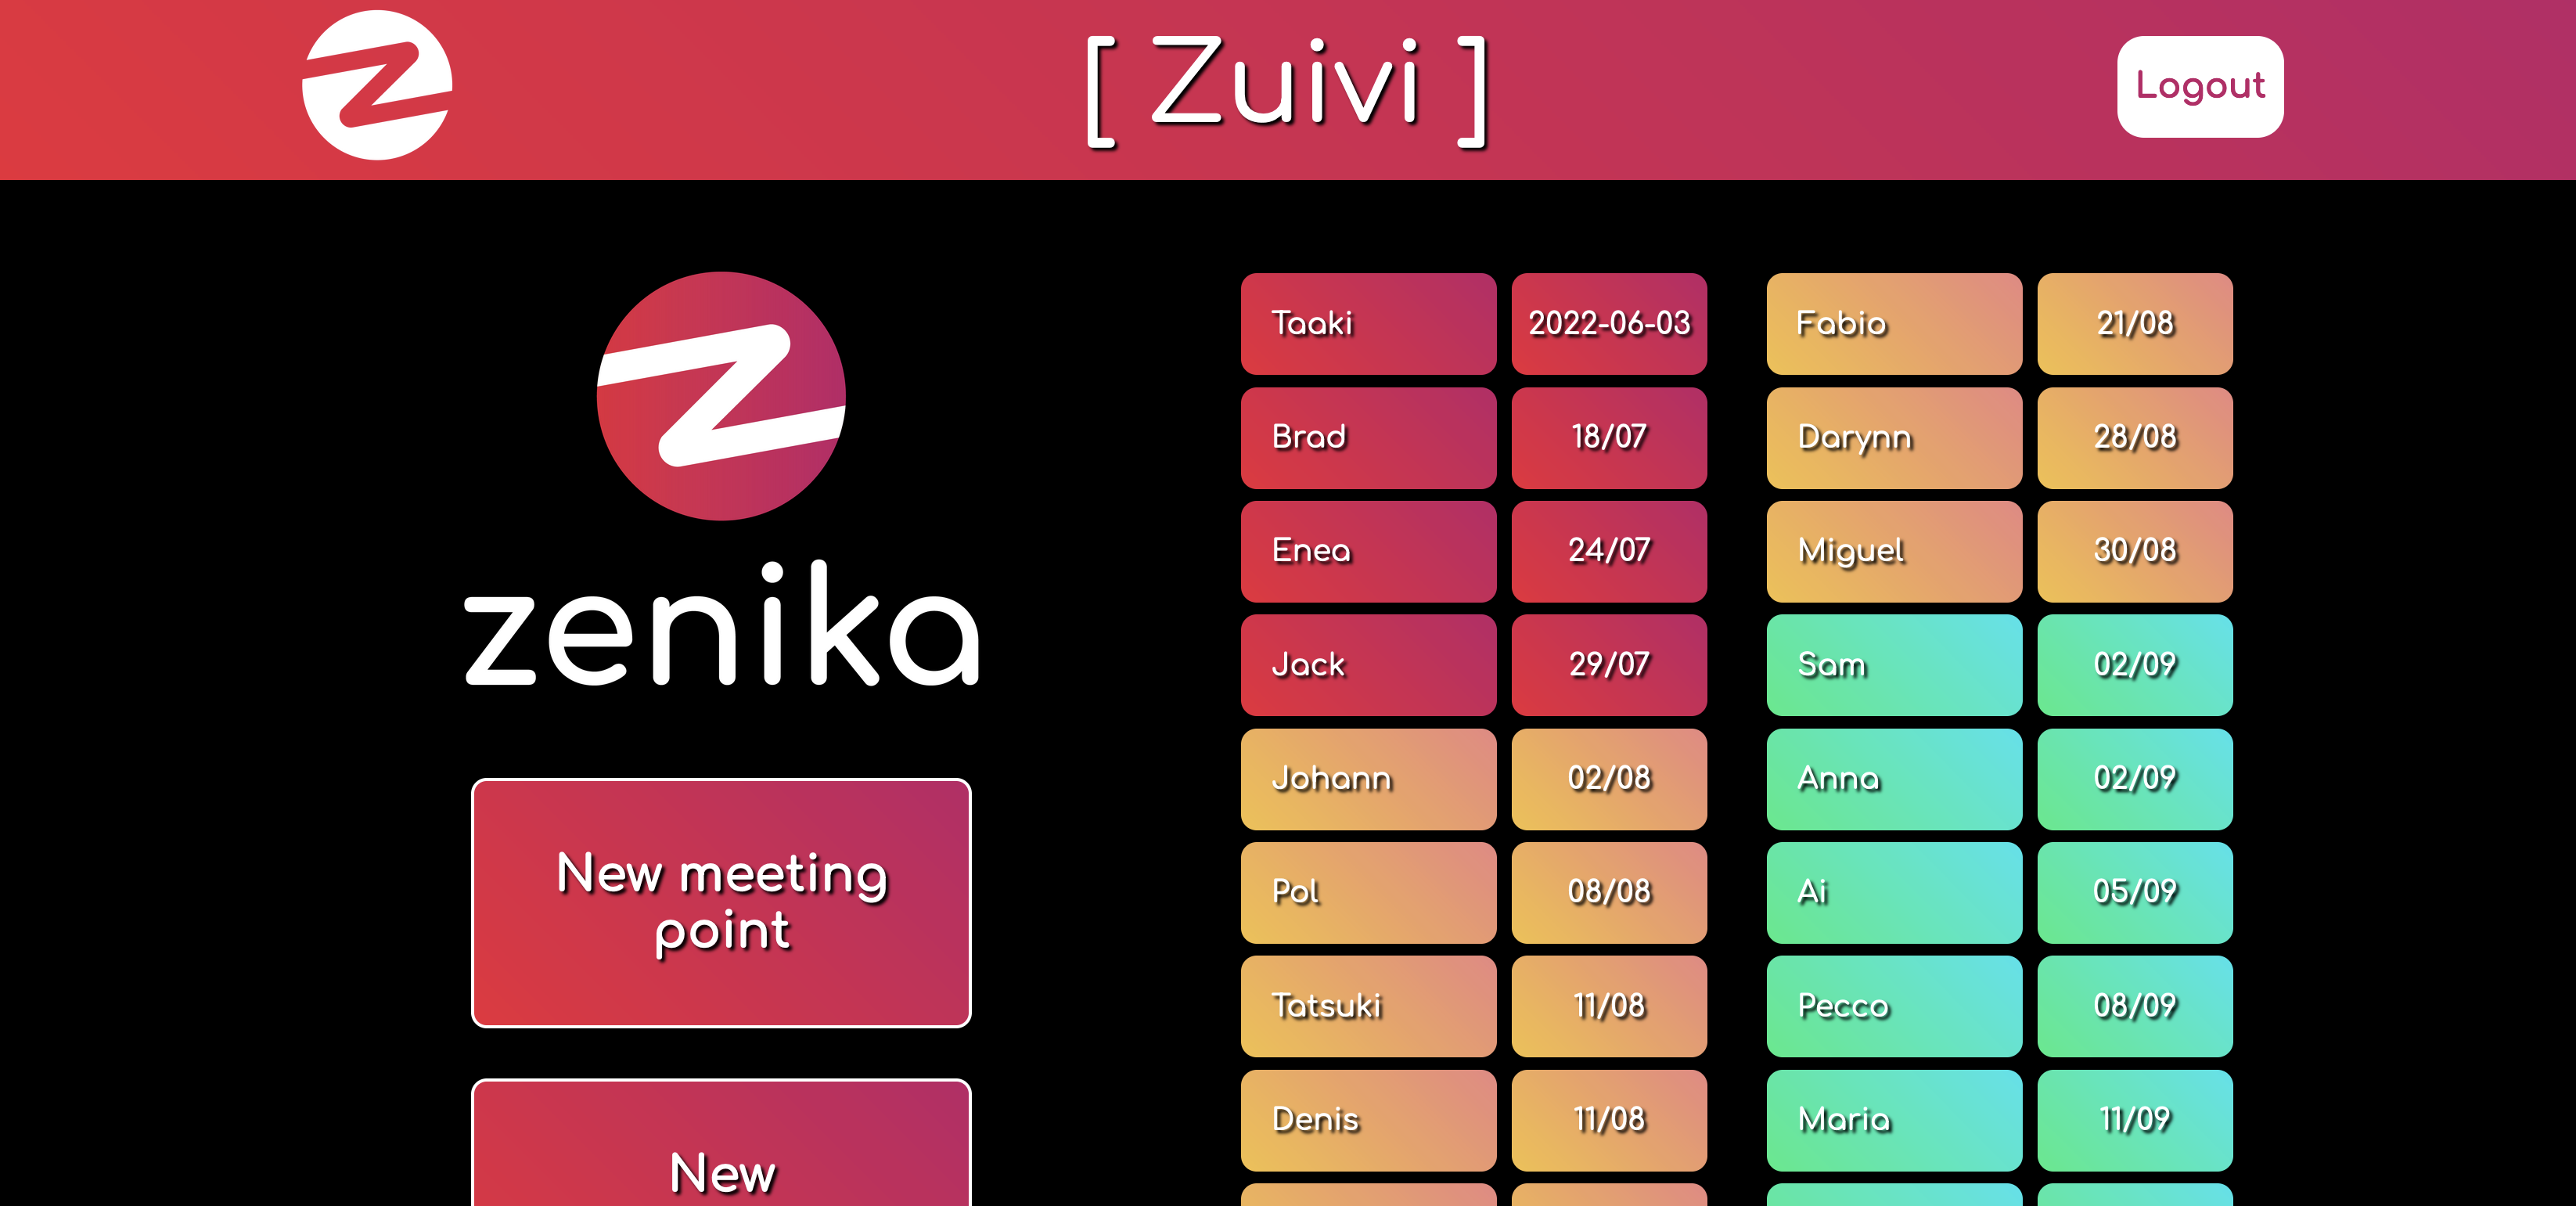 [ Zuivi ]
Logout
zenika
New meeting
point
New
Taaki 2022-06-03
Brad 18/07
Enea 24/07
Jack 29/07
Johann 02/08
Pol 08/08
Tatsuki 11/08
Denis 11/08
Fabio 21/08
Darynn 28/08
Miguel 30/08
Sam 02/09
Anna 02/09
Ai 05/09
Pecco 08/09
Maria 11/09